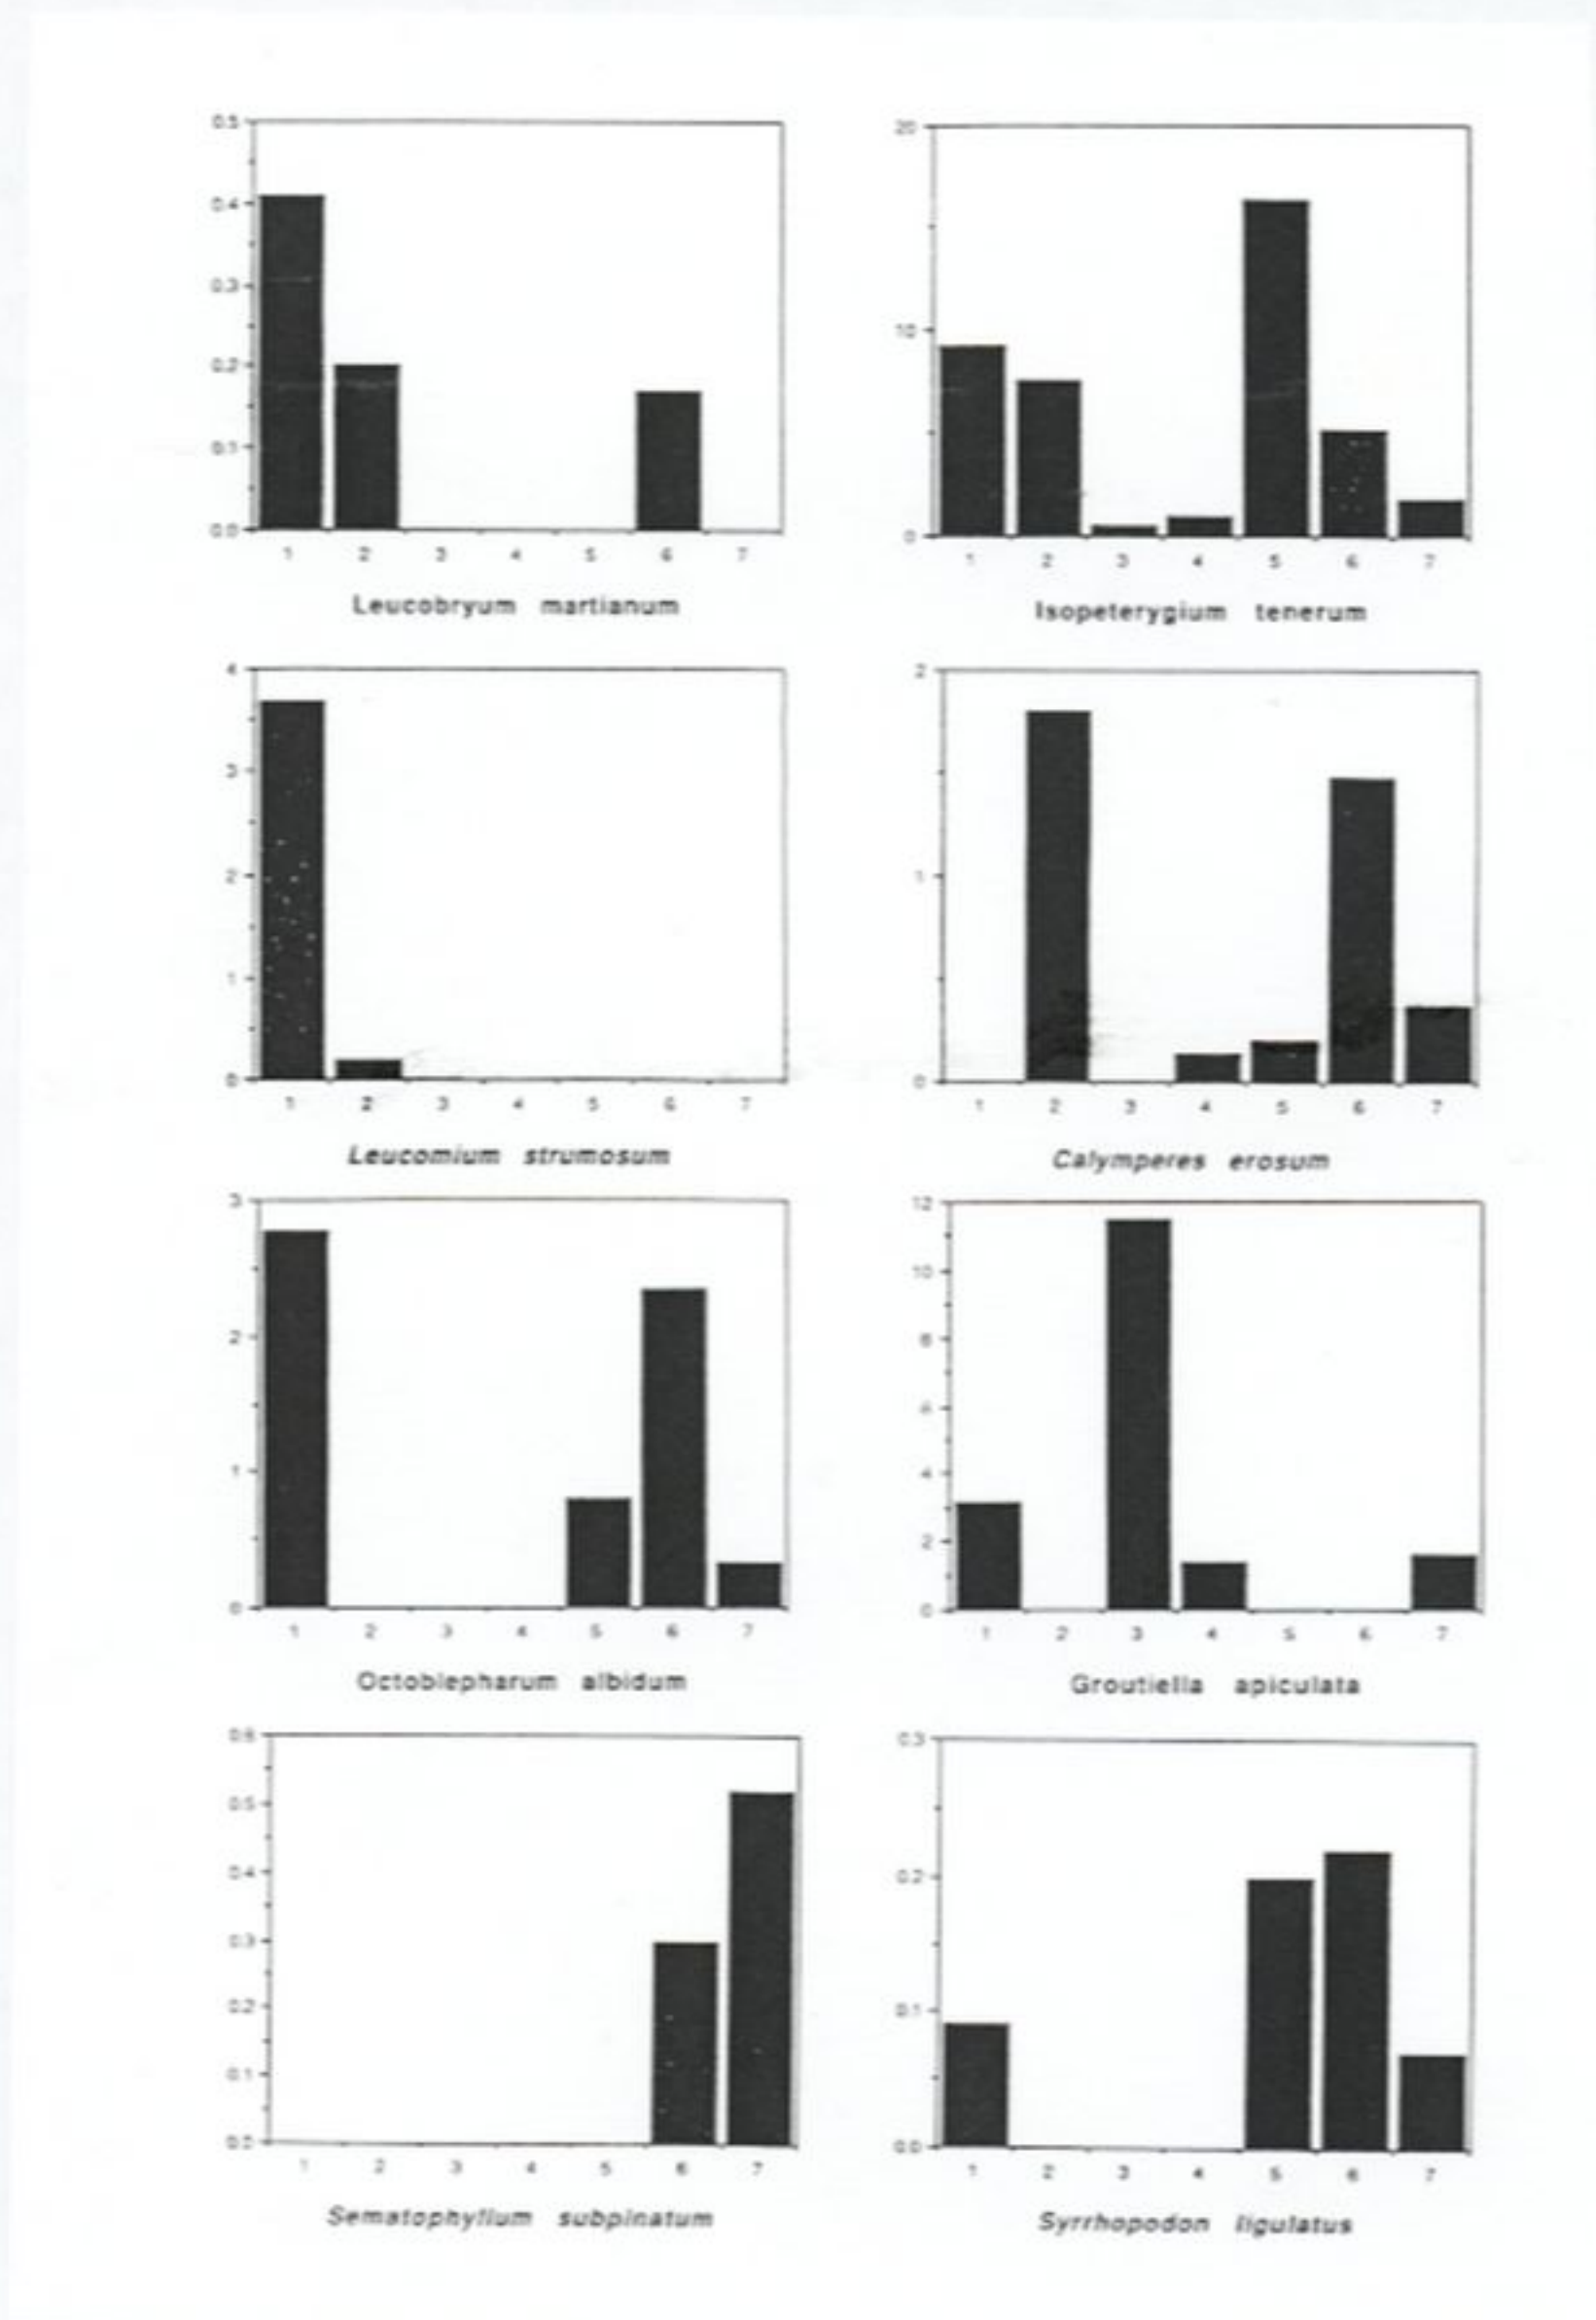 0.5
0.4
0.3
0.2
0.1
0.0
1 2 3 4 5 6 7
Leucobryum martianum
20
10
0
1 2 3 4 5 6 7
Isopeterygium tenerum
4
3
2
1
0
1 2 3 4 5 6 7
Leucomium strumosum
2
1
0
1 2 3 4 5 6 7
Calymperes erosum
3
2
1
0
1 2 3 4 5 6 7
Octoblepharum albidum
12
10
8
6
4
2
0
1 2 3 4 5 6 7
Groutiella apiculata
0.6
0.5
0.4
0.3
0.2
0.1
0.0
1 2 3 4 5 6 7
Sematophyllum subpinatum
0.3
0.2
0.1
0.0
1 2 3 4 5 6 7
Syrrhopodon ligulatus